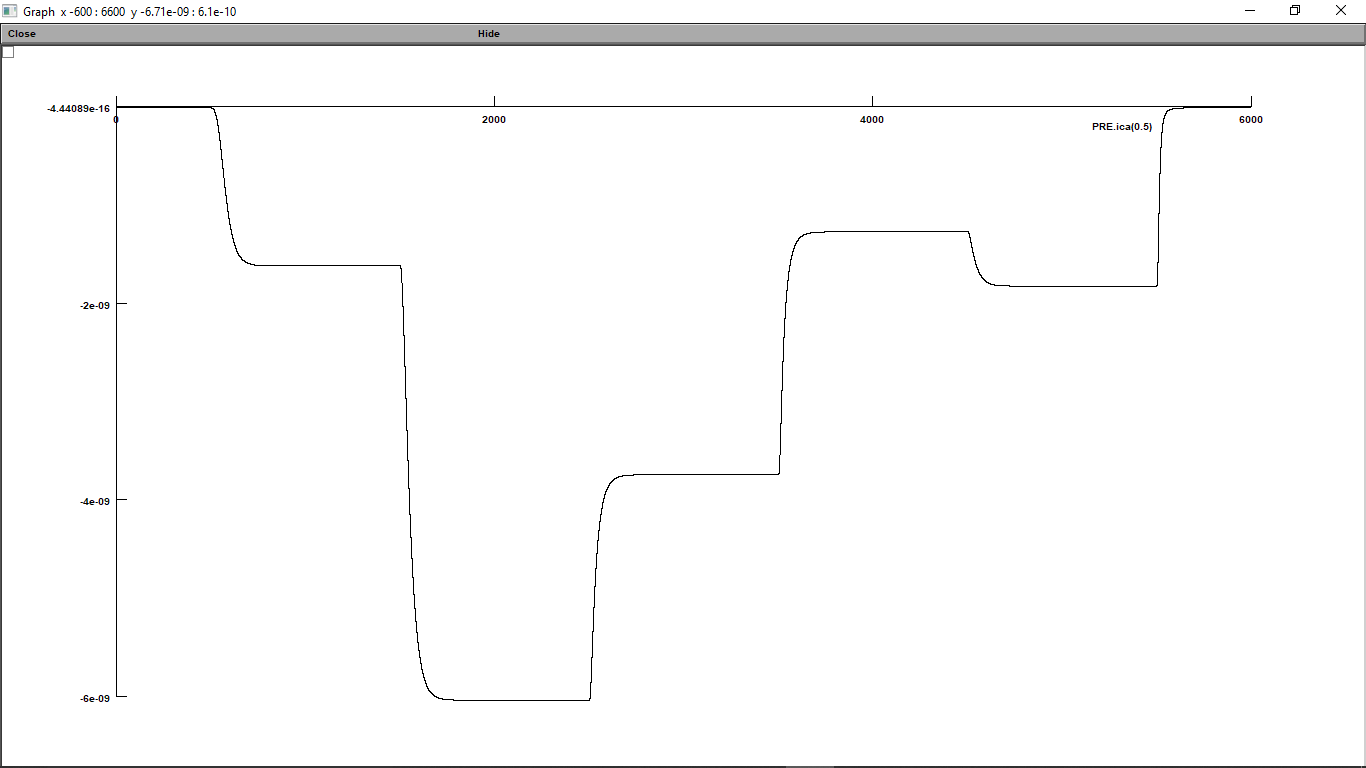 Graph x -600 : 6600 y -6.71e-09 : 6.1e-10
Close Hide
-4.44089e-16
0 2000 4000 6000
PRE.ica(0.5)
-2e-09
-4e-09
-6e-09